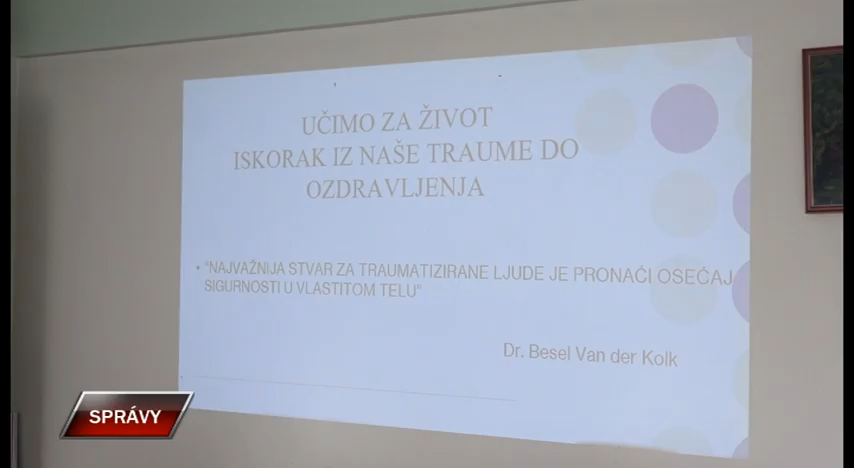 UČIMO ZA ŽIVOT
ISKORAK IZ NAŠE TRAUME DO
OZDRAVLJENJA
• "NAJVAŽNIJA STVAR ZA TRAUMATIZIRANE LJUDE JE PRONAĆI OSEĆAJ
SIGURNOSTI U VLASTITOM TELU"
Dr. Besel Van der Kolk
SPRÁVY